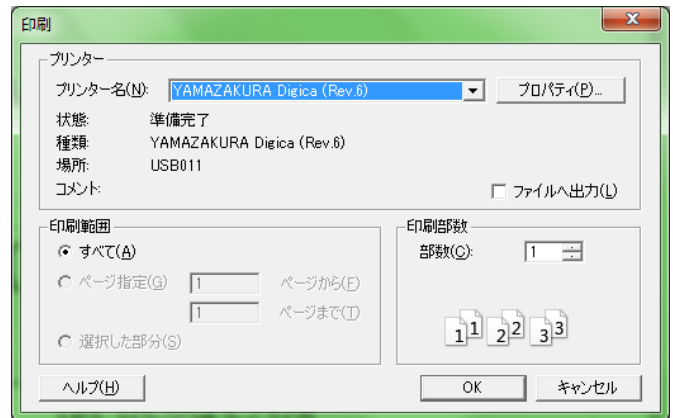 印刷
プリンター
プリンター名(N): YAMAZAKURA Digica (Rev.6) プロパティ(P)...
状態: 準備完了
種類: YAMAZAKURA Digica (Rev.6)
場所: USB011
コメント: ファイルへ出力(L)
印刷範囲
すべて(A)
ページ指定(G) 1 ページから(F)
1 ページまで(T)
選択した部分(S)
印刷部数
部数(C): 1
1 1 2 2 3 3
ヘルプ(H) OK キャンセル